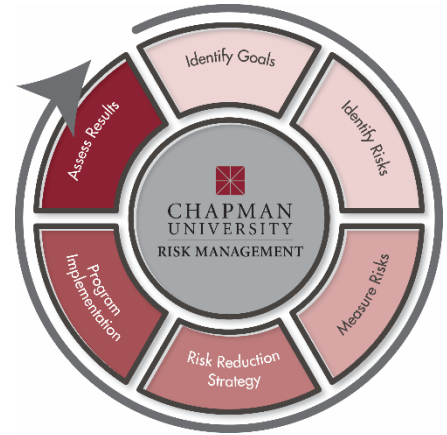 Identify Goals
Identify Risks
Measure Risks
Risk Reduction
Strategy
Program
Implementation
Assess Results
CHAPMAN
UNIVERSITY
RISK MANAGEMENT